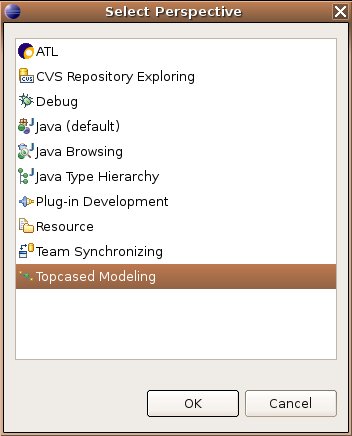 Select Perspective
ATL
CVS Repository Exploring
Debug
Java (default)
Java Browsing
Java Type Hierarchy
Plug-in Development
Resource
Team Synchronizing
Topcased Modeling
OK
Cancel